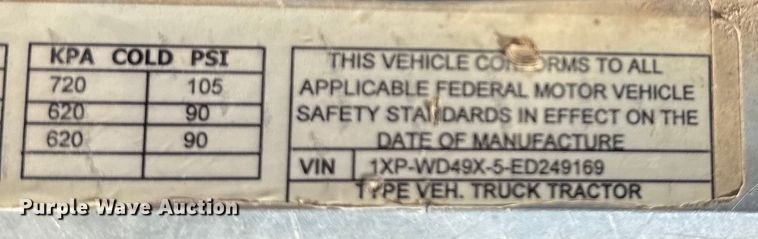 KPA COLD PSI
720 105
620 90
620 90
THIS VEHICLE CONFORMS TO ALL
APPLICABLE FEDERAL MOTOR VEHICLE
SAFETY STANDARDS IN EFFECT ON THE
DATE OF MANUFACTURE
VIN 1XP-WD49X-5-ED249169
TYPE VEH. TRUCK TRACTOR
Purple Wave Auction